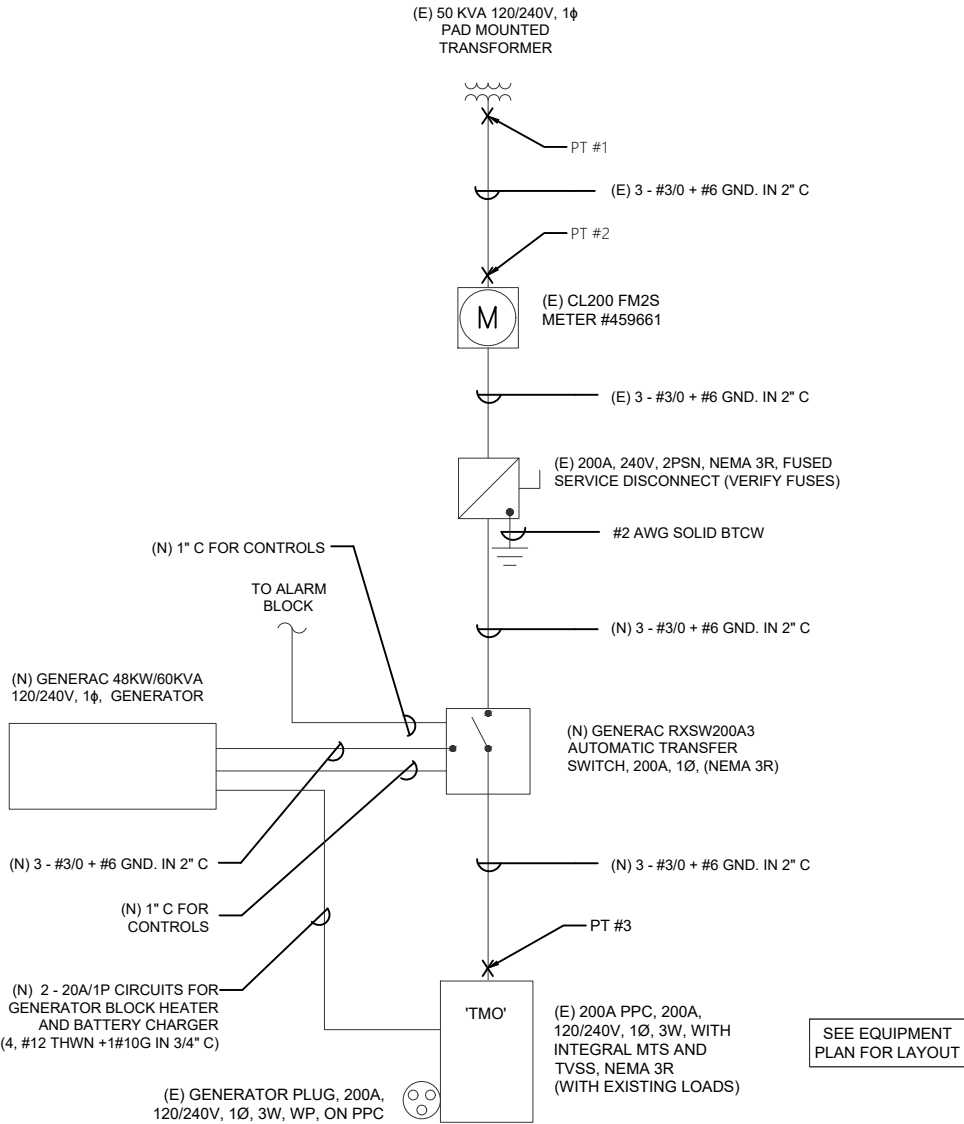 (E) 50 KVA 120/240V, 1ϕ
PAD MOUNTED
TRANSFORMER
PT #1
(E) 3 - #3/0 + #6 GND. IN 2" C
PT #2
(E) CL200 FM2S
METER #459661
M
(E) 3 - #3/0 + #6 GND. IN 2" C
(E) 200A, 240V, 2PSN, NEMA 3R, FUSED
SERVICE DISCONNECT (VERIFY FUSES)
#2 AWG SOLID BTCW
(N) 1" C FOR CONTROLS
TO ALARM
BLOCK
(N) 3 - #3/0 + #6 GND. IN 2" C
(N) GENERAC 48KW/60KVA
120/240V, 1ϕ, GENERATOR
(N) GENERAC RXSW200A3
AUTOMATIC TRANSFER
SWITCH, 200A, 1Ø, (NEMA 3R)
(N) 3 - #3/0 + #6 GND. IN 2" C
(N) 3 - #3/0 + #6 GND. IN 2" C
(N) 1" C FOR
CONTROLS
PT #3
(N) 2 - 20A/1P CIRCUITS FOR
GENERATOR BLOCK HEATER
AND BATTERY CHARGER
(4, #12 THWN +1#10G IN 3/4" C)
'TMO'
(E) 200A PPC, 200A,
120/240V, 1Ø, 3W, WITH
INTEGRAL MTS AND
TVSS, NEMA 3R
(WITH EXISTING LOADS)
SEE EQUIPMENT
PLAN FOR LAYOUT
(E) GENERATOR PLUG, 200A,
120/240V, 1Ø, 3W, WP, ON PPC